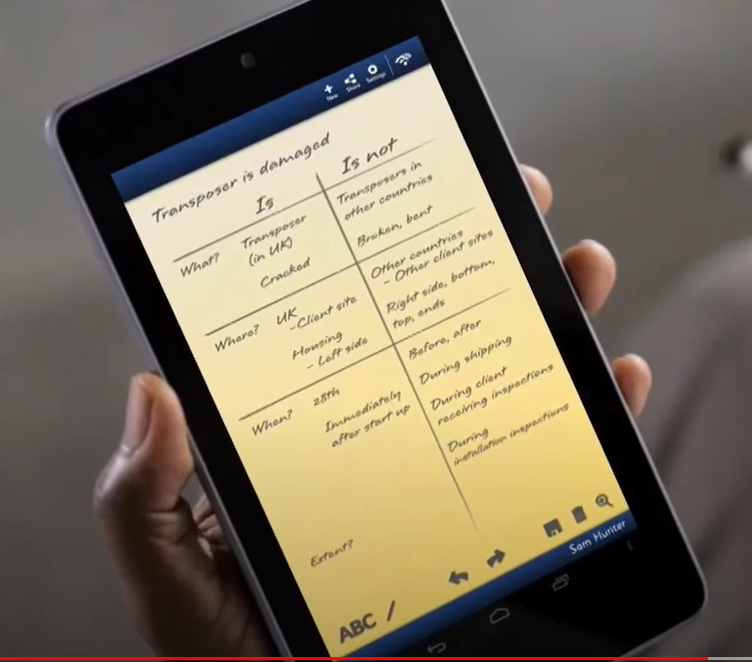 New Share Settings
Transposer is damaged
Is
Is not
What?
Transposer
(in UK)
Cracked
Transposers in
other countries
Broken, bent
Where?
UK
-Client site
Housing
- Left side
Other countries
- Other client sites
Right side, bottom,
top, ends
When?
28th
Immediately
after start up
Before, after
During shipping
During client
receiving inspections
During
installation inspections
Extent?
ABC
Sam Hunter